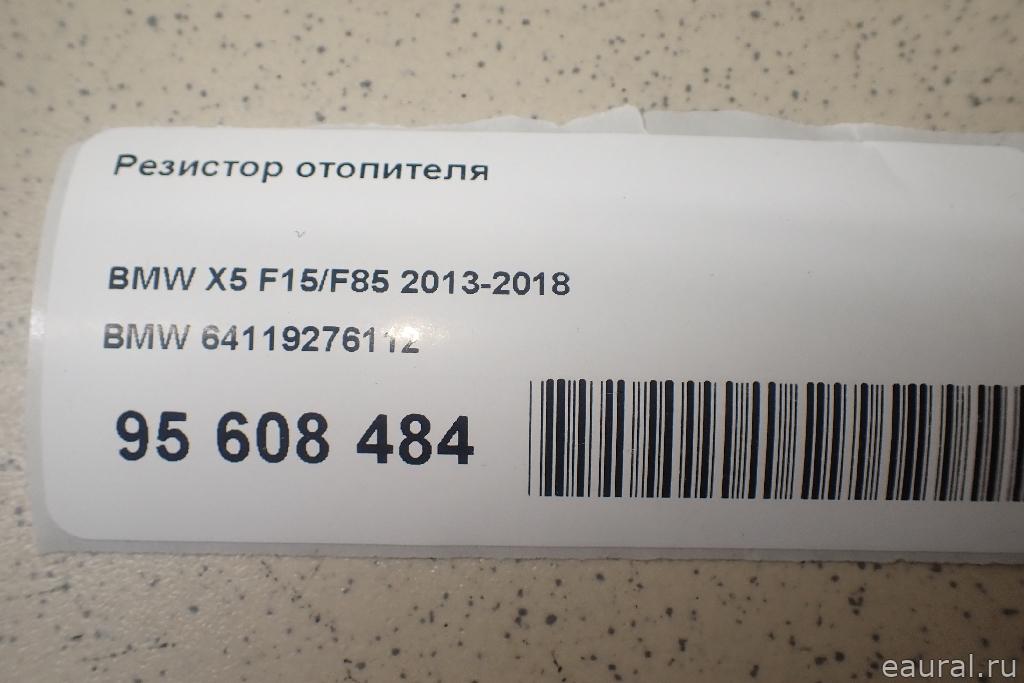 Резистор отопителя
BMW X5 F15/F85 2013-2018
BMW 64119276112
95 608 484
eaural.ru